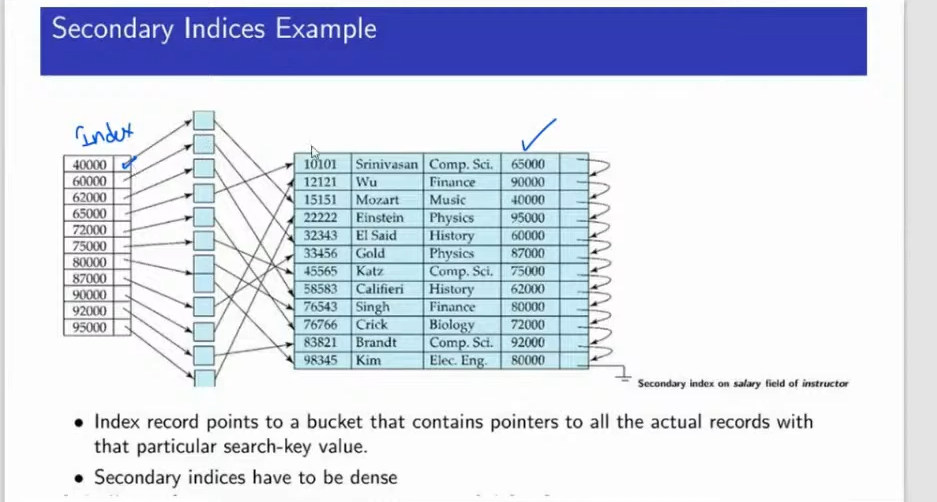 Secondary Indices Example
Index
40000
60000
62000
65000
72000
75000
80000
87000
90000
92000
95000
10101 Srinivasan Comp. Sci. 65000
12121 Wu Finance 90000
15151 Mozart Music 40000
22222 Einstein Physics 95000
32343 El Said History 60000
33456 Gold Physics 87000
45565 Katz Comp. Sci. 75000
58583 Califieri History 62000
76543 Singh Finance 80000
76766 Crick Biology 72000
83821 Brandt Comp. Sci. 92000
98345 Kim Elec. Eng. 80000
Secondary index on salary field of instructor
• Index record points to a bucket that contains pointers to all the actual records with
that particular search-key value.
• Secondary indices have to be dense